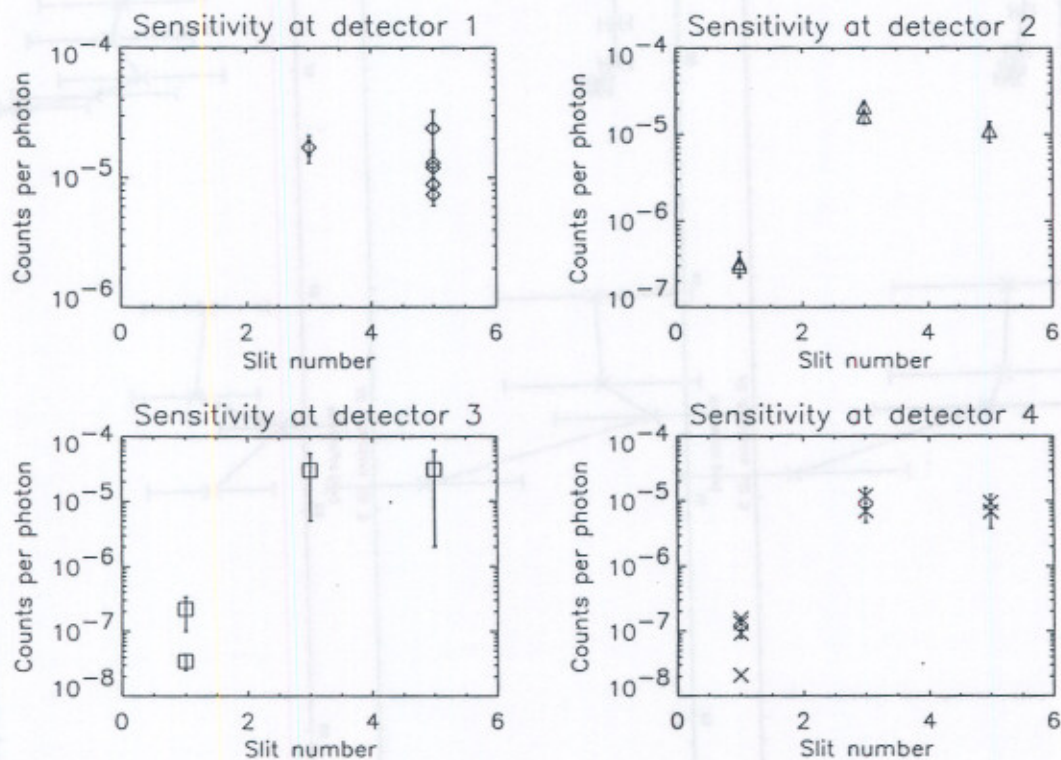 Sensitivity at detector 1
10⁻⁴
10⁻⁵
10⁻⁶
Counts per photon
0 2 4 6
Slit number
Sensitivity at detector 2
10⁻⁴
10⁻⁵
10⁻⁶
10⁻⁷
Counts per photon
0 2 4 6
Slit number
Sensitivity at detector 3
10⁻⁴
10⁻⁵
10⁻⁶
10⁻⁷
10⁻⁸
Counts per photon
0 2 4 6
Slit number
Sensitivity at detector 4
10⁻⁴
10⁻⁵
10⁻⁶
10⁻⁷
10⁻⁸
Counts per photon
0 2 4 6
Slit number